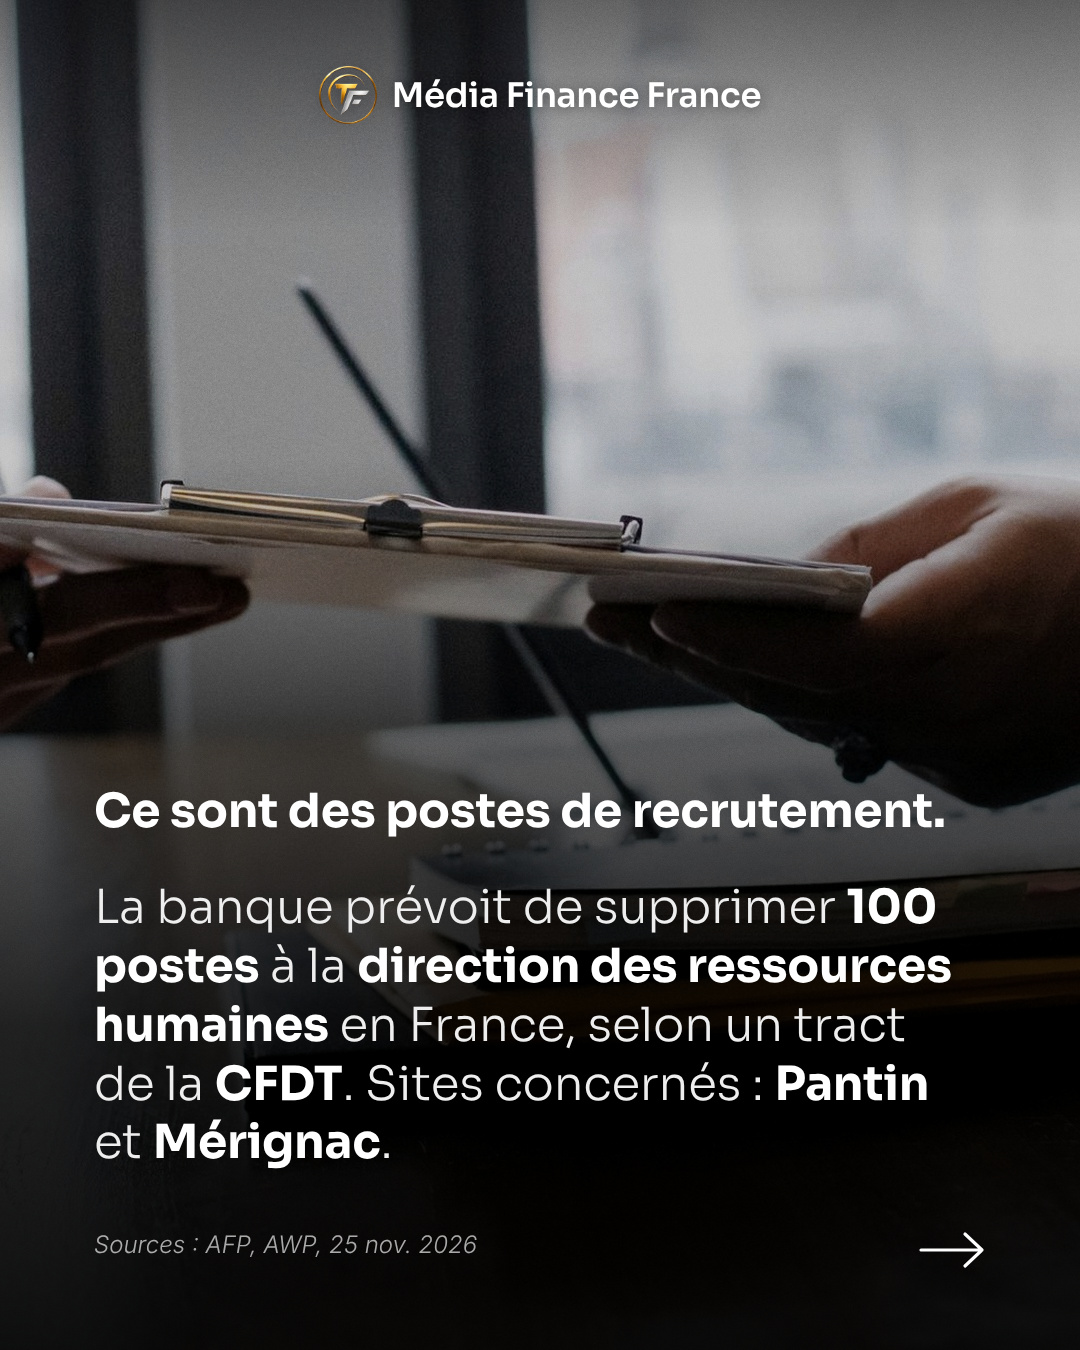 TF
Média Finance France
Ce sont des postes de recrutement.
La banque prévoit de supprimer 100
postes à la direction des ressources
humaines en France, selon un tract
de la CFDT. Sites concernés : Pantin
et Mérignac.
Sources : AFP, AWP, 25 nov. 2026